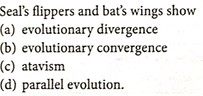 Seal's flippers and bat's wings show
(a) evolutionary divergence
(b) evolutionary convergence
(c) atavism
(d) parallel evolution.